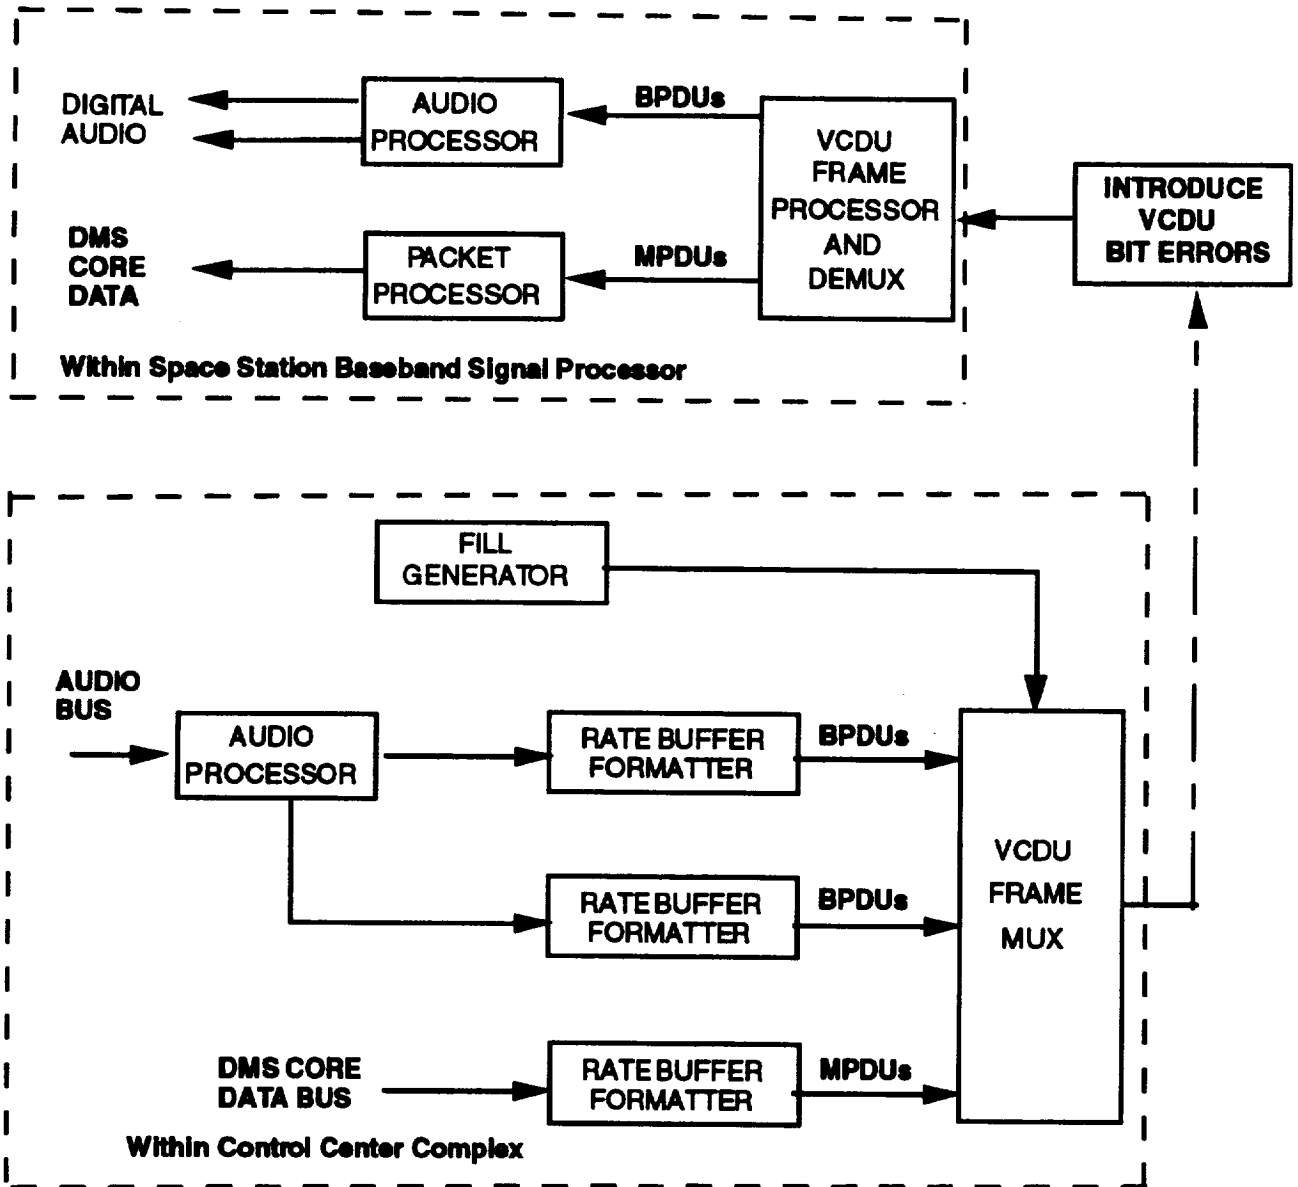 DIGITAL
AUDIO
AUDIO
PROCESSOR
BPDUs
VCDU
FRAME
PROCESSOR
AND
DEMUX
INTRODUCE
VCDU
BIT ERRORS
DMS
CORE
DATA
PACKET
PROCESSOR
MPDUs
Within Space Station Baseband Signal Processor
FILL
GENERATOR
AUDIO
BUS
AUDIO
PROCESSOR
RATE BUFFER
FORMATTER
BPDUs
VCDU
FRAME
MUX
RATE BUFFER
FORMATTER
BPDUs
DMS CORE
DATA BUS
RATE BUFFER
FORMATTER
MPDUs
Within Control Center Complex